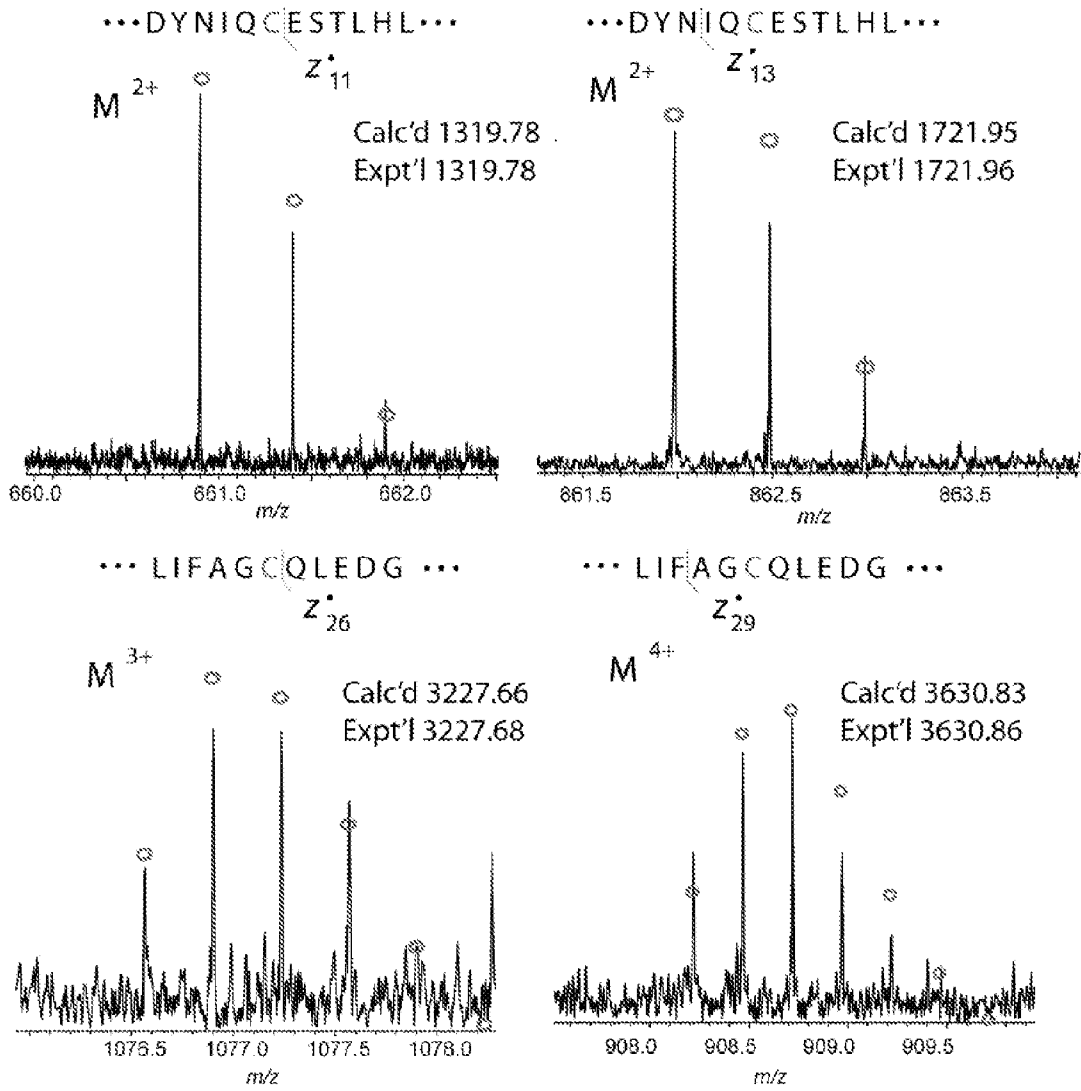 •••DYNIQCESTLHL•••
z•11
M 2+
Calc'd 1319.78
Expt'l 1319.78
660.0 661.0 662.0
m/z
•••DYNIQCESTLHL•••
z•13
M 2+
Calc'd 1721.95
Expt'l 1721.96
861.5 862.5 863.5
m/z
••• LIFAGCQLEDG •••
z•26
M 3+
Calc'd 3227.66
Expt'l 3227.68
1076.5 1077.0 1077.5 1078.0
m/z
••• LIFAGCQLEDG •••
z•29
M 4+
Calc'd 3630.83
Expt'l 3630.86
908.0 908.5 909.0 909.5
m/z